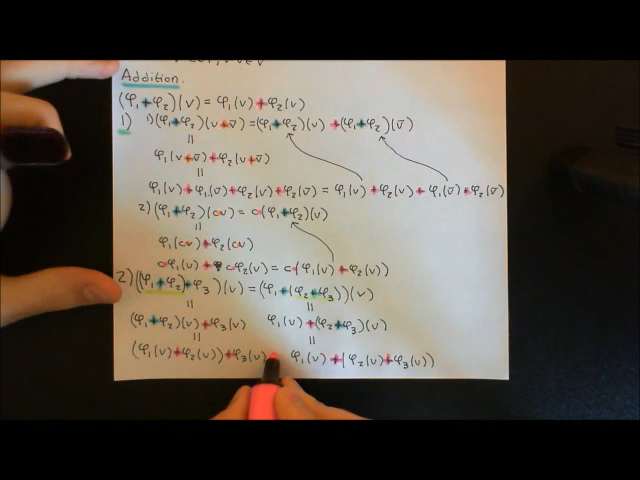 Addition.
(φ₁+φ₂)(v) = φ₁(v)+φ₂(v)
1) 1)(φ₁+φ₂)(v+v̄) = (φ₁+φ₂)(v) +(φ₁+φ₂)(v̄)
=
φ₁(v+v̄)+φ₂(v+v̄)
=
φ₁(v)+φ₁(v̄)+φ₂(v)+φ₂(v̄) = φ₁(v)+φ₂(v)+φ₁(v̄)+φ₂(v̄)
2)(φ₁+φ₂)(cv) = c(φ₁+φ₂)(v)
=
φ₁(cv)+φ₂(cv)
cφ₁(v)+cφ₂(v) = c(φ₁(v)+φ₂(v))
2)((φ₁+φ₂)+φ₃)(v) = (φ₁+(φ₂+φ₃))(v)
= =
(φ₁+φ₂)(v)+φ₃(v) φ₁(v)+(φ₂+φ₃)(v)
= =
(φ₁(v)+φ₂(v))+φ₃(v) φ₁(v)+(φ₂(v)+φ₃(v))